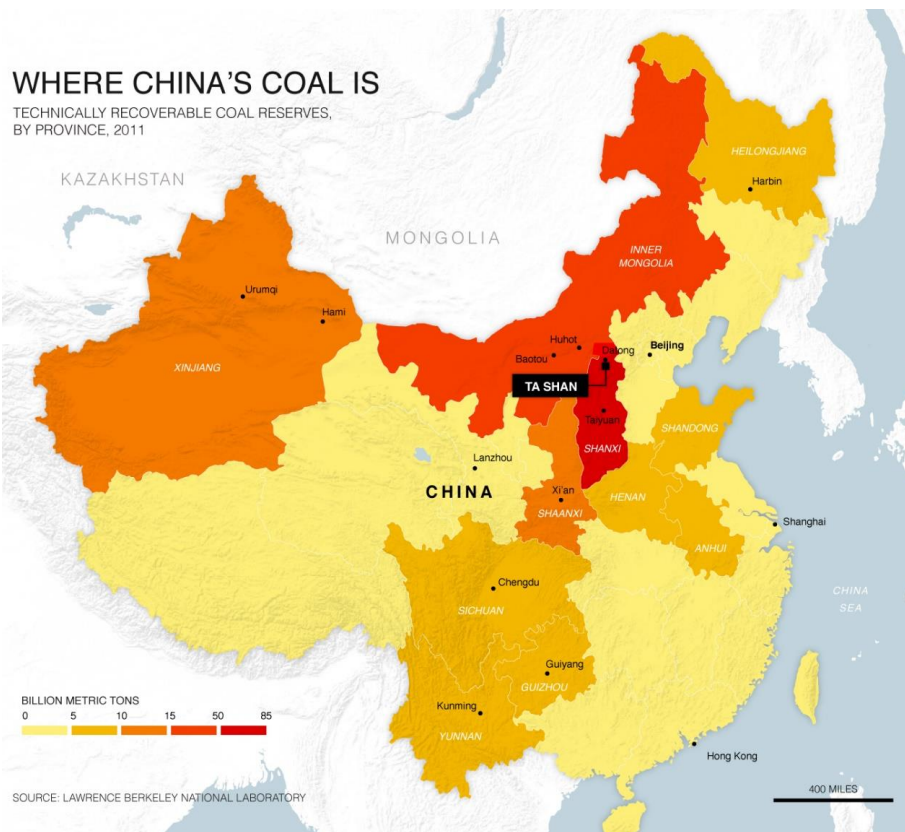 WHERE CHINA'S COAL IS
TECHNICALLY RECOVERABLE COAL RESERVES,
BY PROVINCE, 2011
KAZAKHSTAN
MONGOLIA
HEILONGJIANG
Harbin
INNER
MONGOLIA
Urumqi
Hami
XINJIANG
Huhot
Baotou
Datong
Beijing
TA SHAN
Taiyuan
SHANXI
SHANDONG
Lanzhou
CHINA
Xi'an
SHAANXI
HENAN
Shanghai
ANHUI
Chengdu
SICHUAN
CHINA
SEA
Guiyang
GUIZHOU
Kunming
YUNNAN
Hong Kong
BILLION METRIC TONS
0 5 10 15 50 85
SOURCE: LAWRENCE BERKELEY NATIONAL LABORATORY
400 MILES